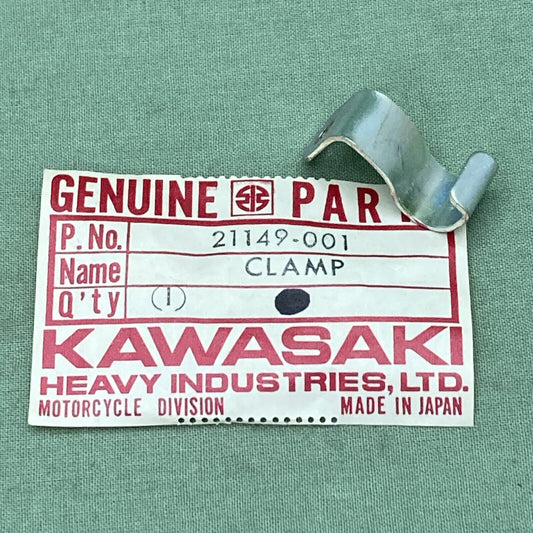 GENUINE PART
P. No. 21149-001
Name CLAMP
Q'ty (1)
KAWASAKI
HEAVY INDUSTRIES, LTD.
MOTORCYCLE DIVISION MADE IN JAPAN